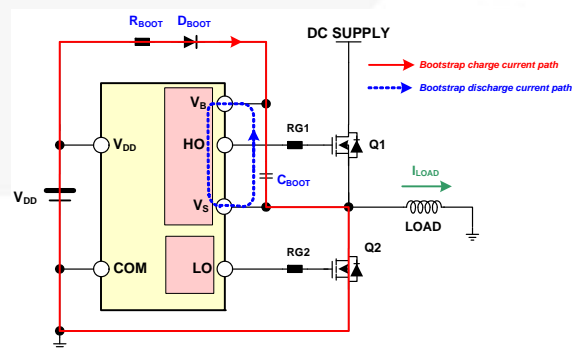 RBOOT DBOOT
DC SUPPLY
Bootstrap charge current path
Bootstrap discharge current path
VB
VDD
HO
RG1
Q1
CBOOT
ILOAD
VDD
VS
LOAD
COM
LO
RG2
Q2